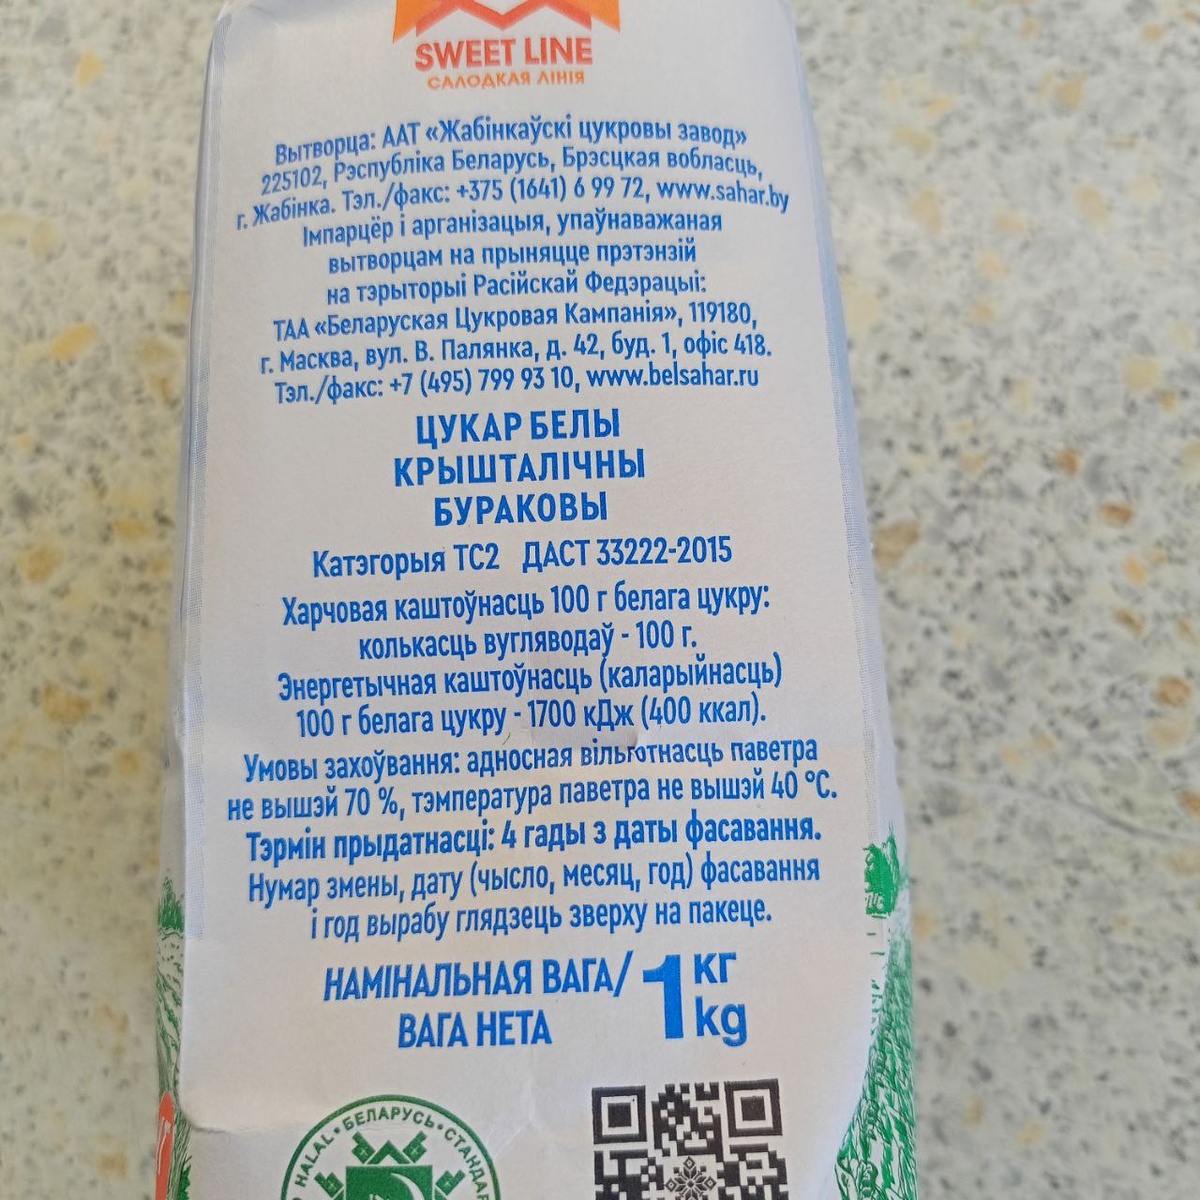 SWEET LINE
САЛОДКАЯ ЛІНІЯ
Вытворца: ААТ «Жабінкаўскі цукровы завод»
225102, Рэспубліка Беларусь, Брэсцкая вобласць,
г. Жабінка. Тэл./факс: +375 (1641) 6 99 72, www.sahar.by
Імпарцёр і арганізацыя, упаўнаважаная
вытворцам на прыняцце прэтэнзій
на тэрыторыі Расійскай Федэрацыі:
ТАА «Беларуская Цукровая Кампанія», 119180,
г. Масква, вул. В. Палянка, д. 42, буд. 1, офіс 418.
Тэл./факс: +7 (495) 799 93 10, www.belsahar.ru
ЦУКАР БЕЛЫ
КРЫШТАЛІЧНЫ
БУРАКОВЫ
Катэгорыя ТС2 ДАСТ 33222-2015
Харчовая каштоўнасць 100 г белага цукру:
колькасць вугляводаў - 100 г.
Энергетычная каштоўнасць (каларыйнасць)
100 г белага цукру - 1700 кДж (400 ккал).
Умовы захоўвання: адносная вільготнасць паветра
не вышэй 70 %, тэмпература паветра не вышэй 40 °С.
Тэрмін прыдатнасці: 4 гады з даты фасавання.
Нумар змены, дату (чысло, месяц, год) фасавання
і год вырабу глядзець зверху на пакеце.
НАМІНАЛЬНАЯ ВАГА/ 1 КГ
ВАГА НЕТА kg
HALAL • БЕЛАРУСЬ •